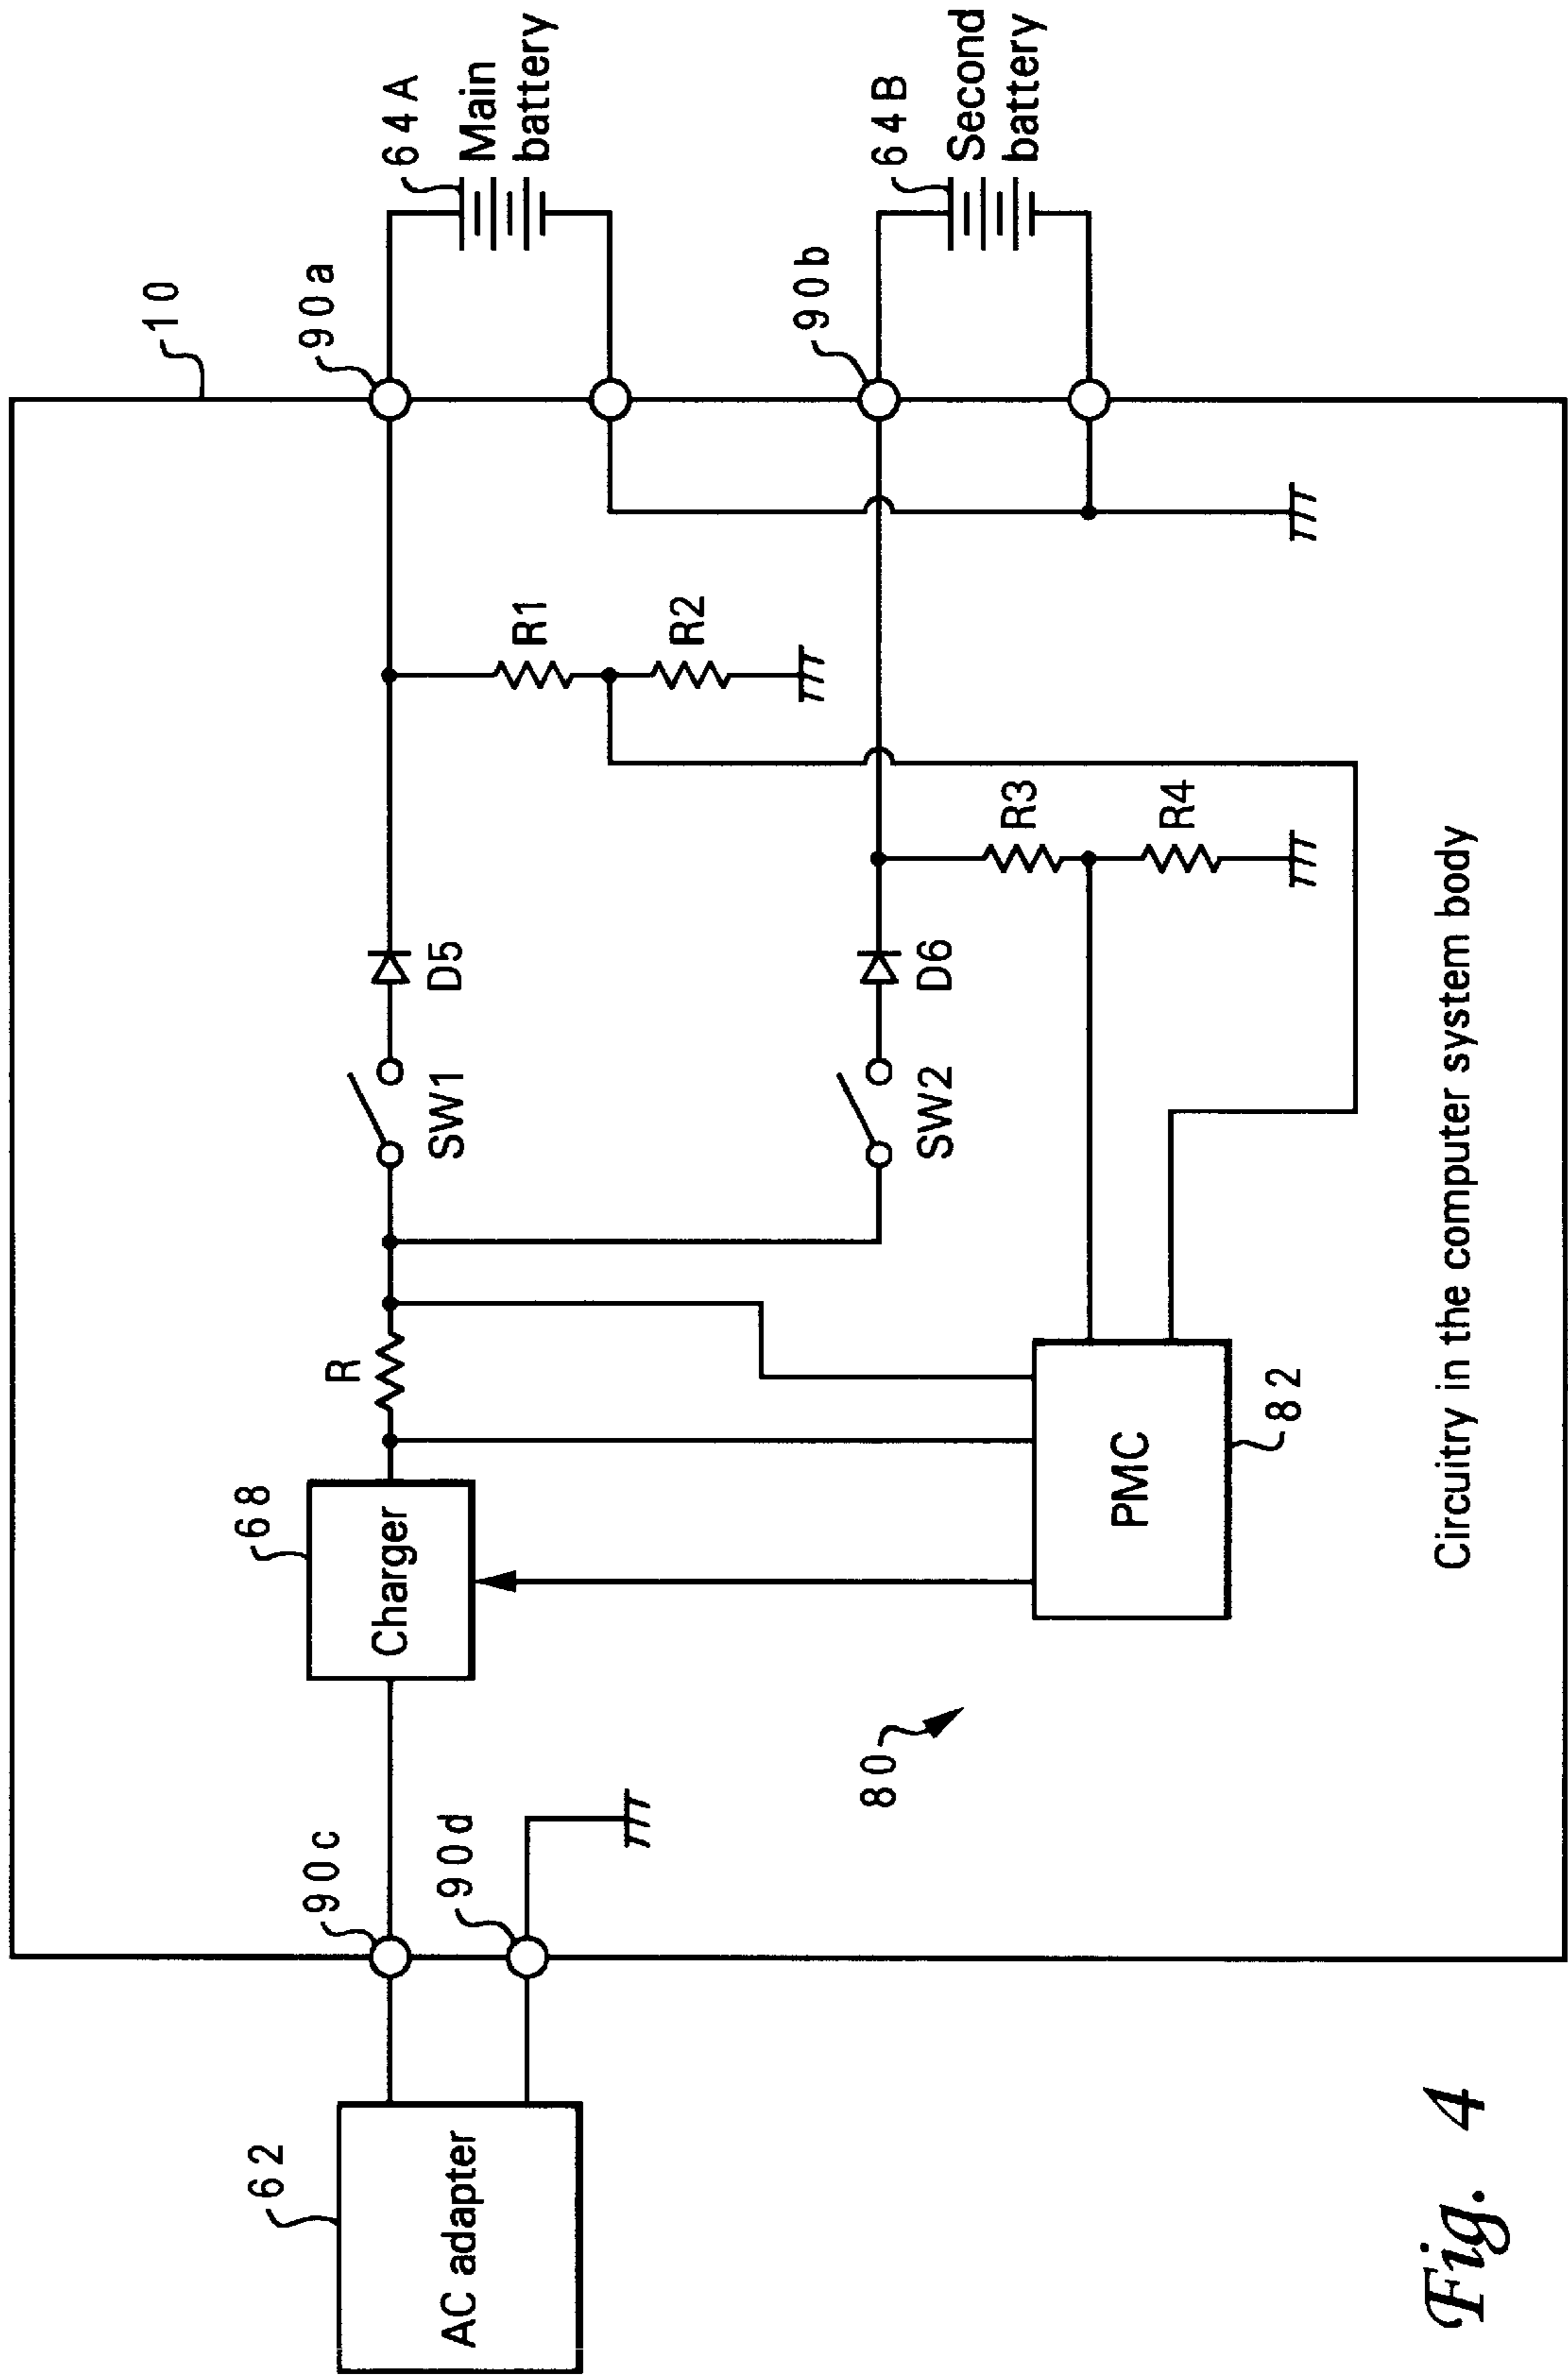 10
62
AC adapter
90c
90d
68
Charger
R
SW1
D5
90a
64A
Main
battery
R1
R2
SW2
D6
90b
64B
Second
battery
R3
R4
80
PMC
82
Circuitry in the computer system body
Fig. 4